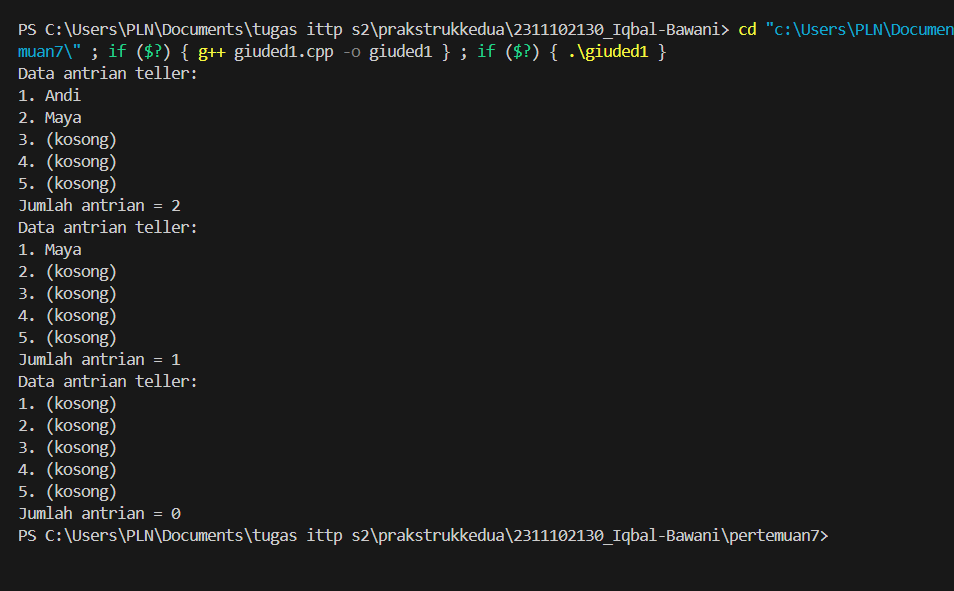 PS C:\Users\PLN\Documents\tugas ittp s2\prakstrukkedua\2311102130_Iqbal-Bawani> cd "c:\Users\PLN\Documen
muan7\" ; if ($?) { g++ giuded1.cpp -o giuded1 } ; if ($?) { .\giuded1 }
Data antrian teller:
1. Andi
2. Maya
3. (kosong)
4. (kosong)
5. (kosong)
Jumlah antrian = 2
Data antrian teller:
1. Maya
2. (kosong)
3. (kosong)
4. (kosong)
5. (kosong)
Jumlah antrian = 1
Data antrian teller:
1. (kosong)
2. (kosong)
3. (kosong)
4. (kosong)
5. (kosong)
Jumlah antrian = 0
PS C:\Users\PLN\Documents\tugas ittp s2\prakstrukkedua\2311102130_Iqbal-Bawani\pertemuan7>